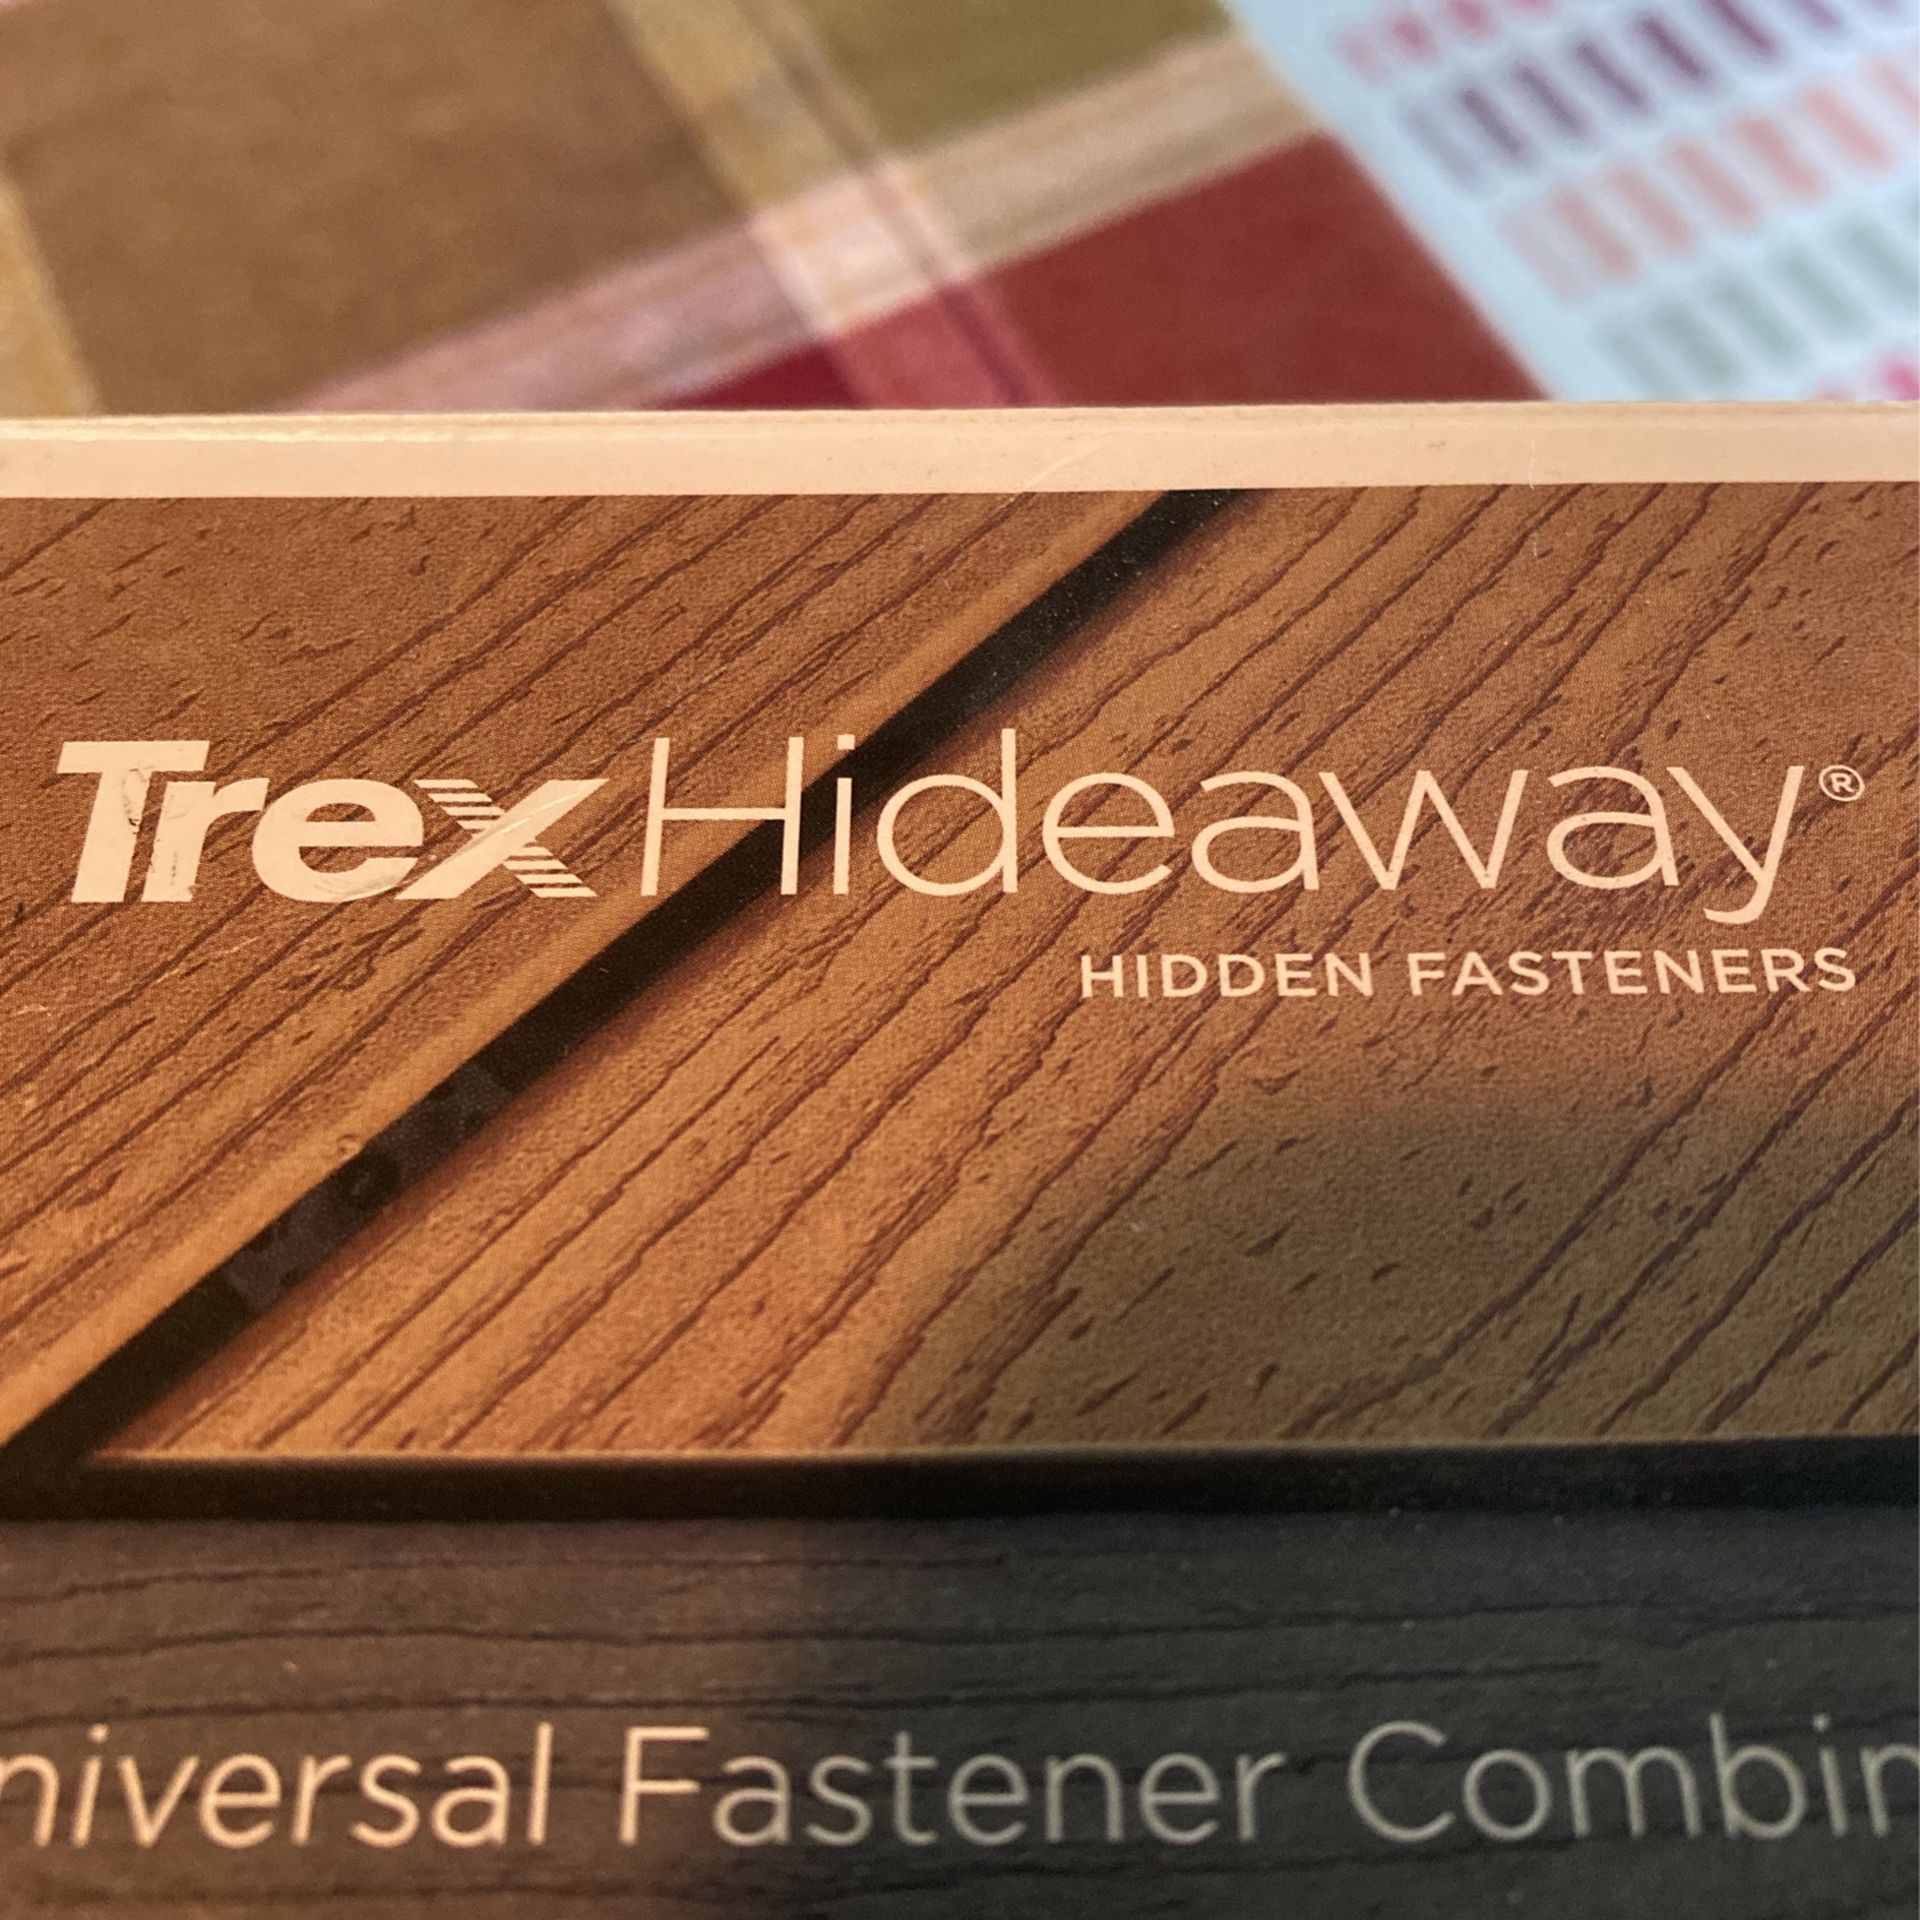 Trex Hideaway®
HIDDEN FASTENERS
niversal Fastener Combin